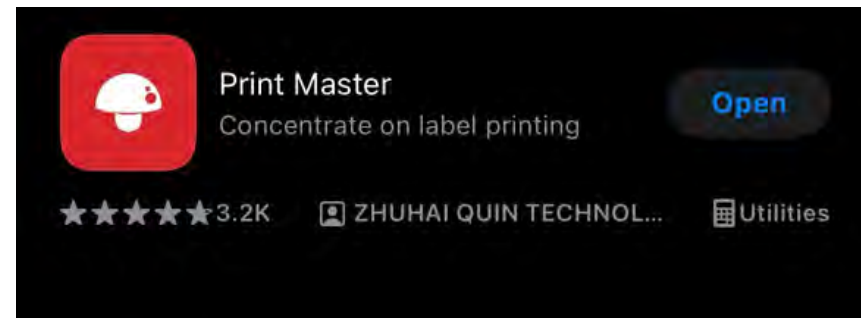 Print Master
Concentrate on label printing
Open
3.2K
ZHUHAI QUIN TECHNOL...
Utilities